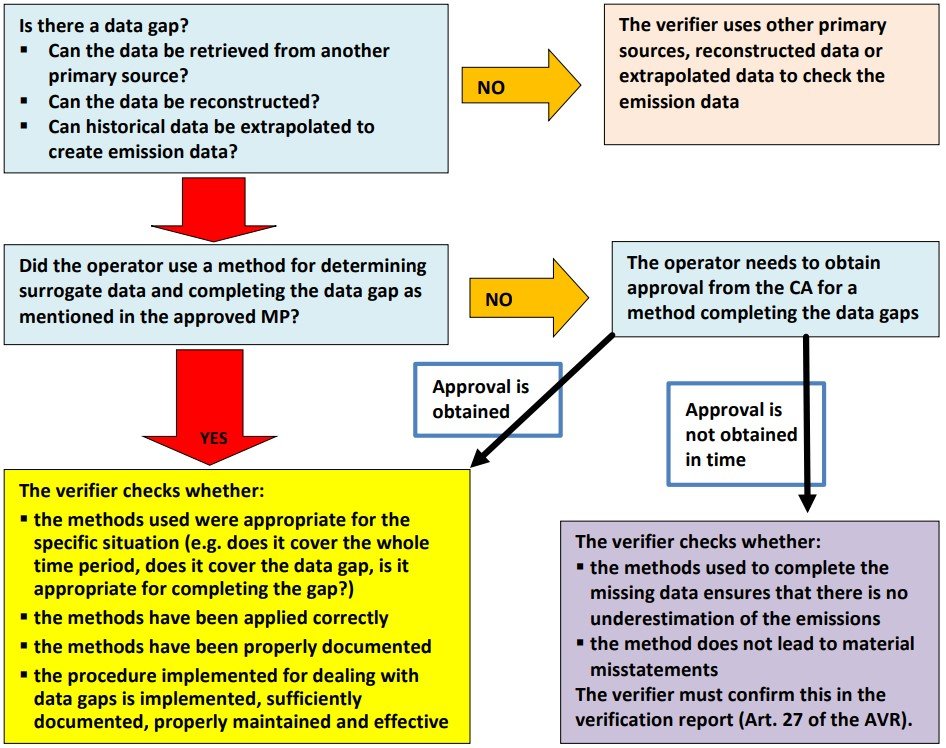 Is there a data gap?
▪ Can the data be retrieved from another
primary source?
▪ Can the data be reconstructed?
▪ Can historical data be extrapolated to
create emission data?
NO
The verifier uses other primary
sources, reconstructed data or
extrapolated data to check the
emission data
Did the operator use a method for determining
surrogate data and completing the data gap as
mentioned in the approved MP?
NO
The operator needs to obtain
approval from the CA for a
method completing the data gaps
Approval is
obtained
Approval is
not obtained
in time
YES
The verifier checks whether:
▪ the methods used were appropriate for the
specific situation (e.g. does it cover the whole
time period, does it cover the data gap, is it
appropriate for completing the gap?)
▪ the methods have been applied correctly
▪ the methods have been properly documented
▪ the procedure implemented for dealing with
data gaps is implemented, sufficiently
documented, properly maintained and effective
The verifier checks whether:
▪ the methods used to complete the
missing data ensures that there is no
underestimation of the emissions
▪ the method does not lead to material
misstatements
The verifier must confirm this in the
verification report (Art. 27 of the AVR).